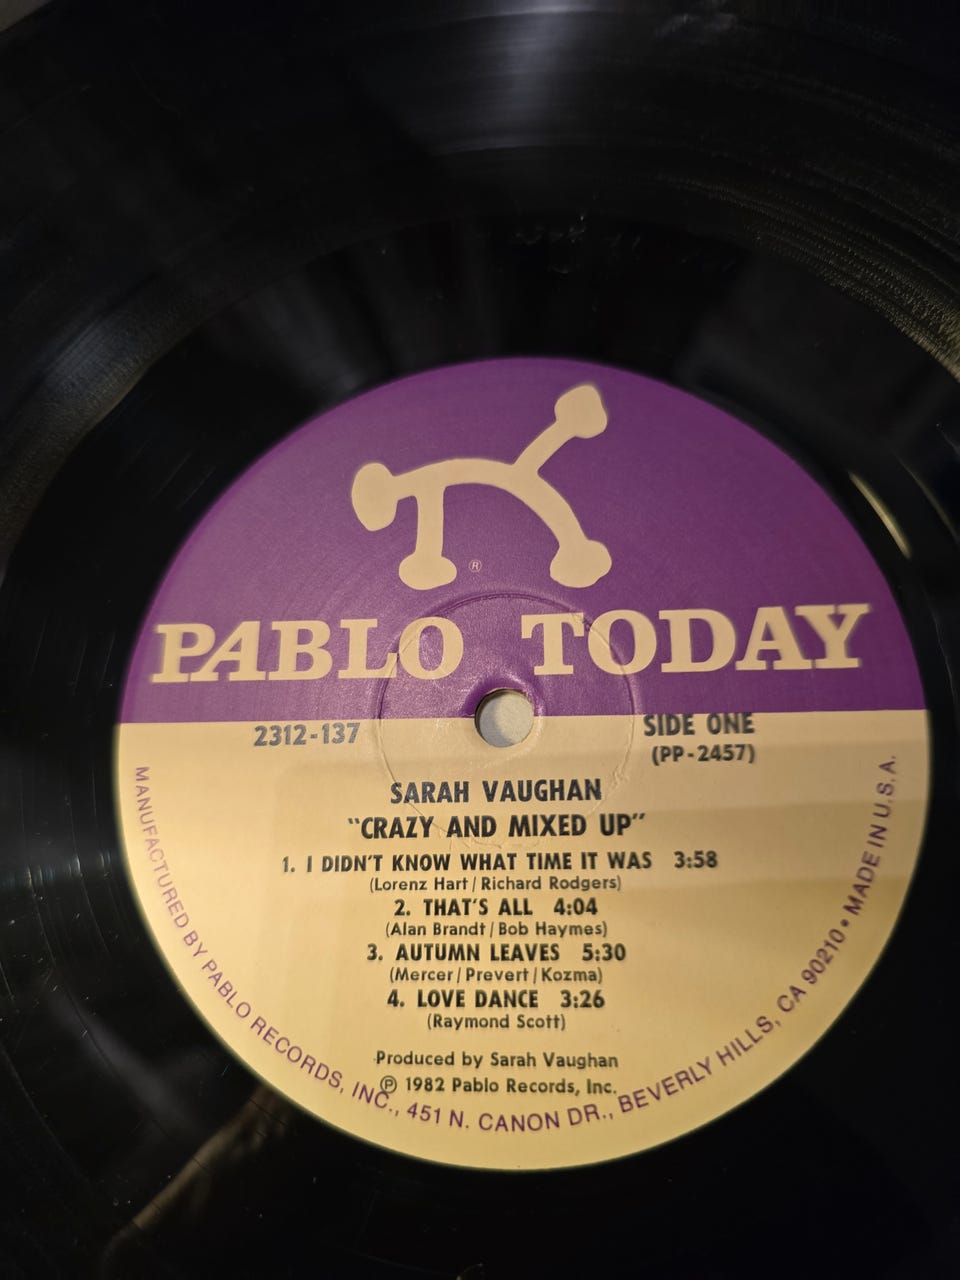 ®
PABLO TODAY
2312-137
SIDE ONE
(PP-2457)
SARAH VAUGHAN
"CRAZY AND MIXED UP"
1. I DIDN'T KNOW WHAT TIME IT WAS 3:58
(Lorenz Hart/Richard Rodgers)
2. THAT'S ALL 4:04
(Alan Brandt/Bob Haymes)
3. AUTUMN LEAVES 5:30
(Mercer/Prevert/Kozma)
4. LOVE DANCE 3:26
(Raymond Scott)
Produced by Sarah Vaughan
℗ 1982 Pablo Records, Inc.
MANUFACTURED BY PABLO RECORDS, INC., 451 N. CANON DR., BEVERLY HILLS, CA 90210 • MADE IN U.S.A.